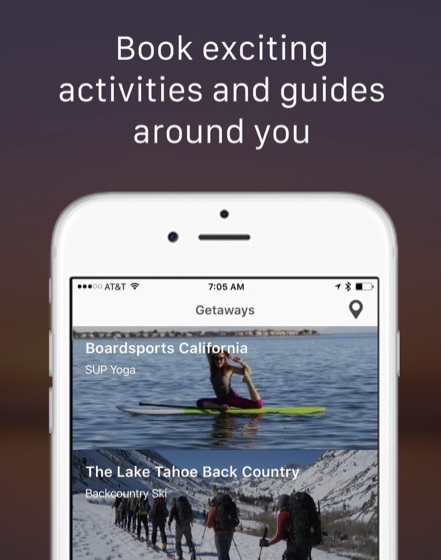 Book exciting
activities and guides
around you
AT&T 7:05 AM
Getaways
Boardsports California
SUP Yoga
The Lake Tahoe Back Country
Backcountry Ski